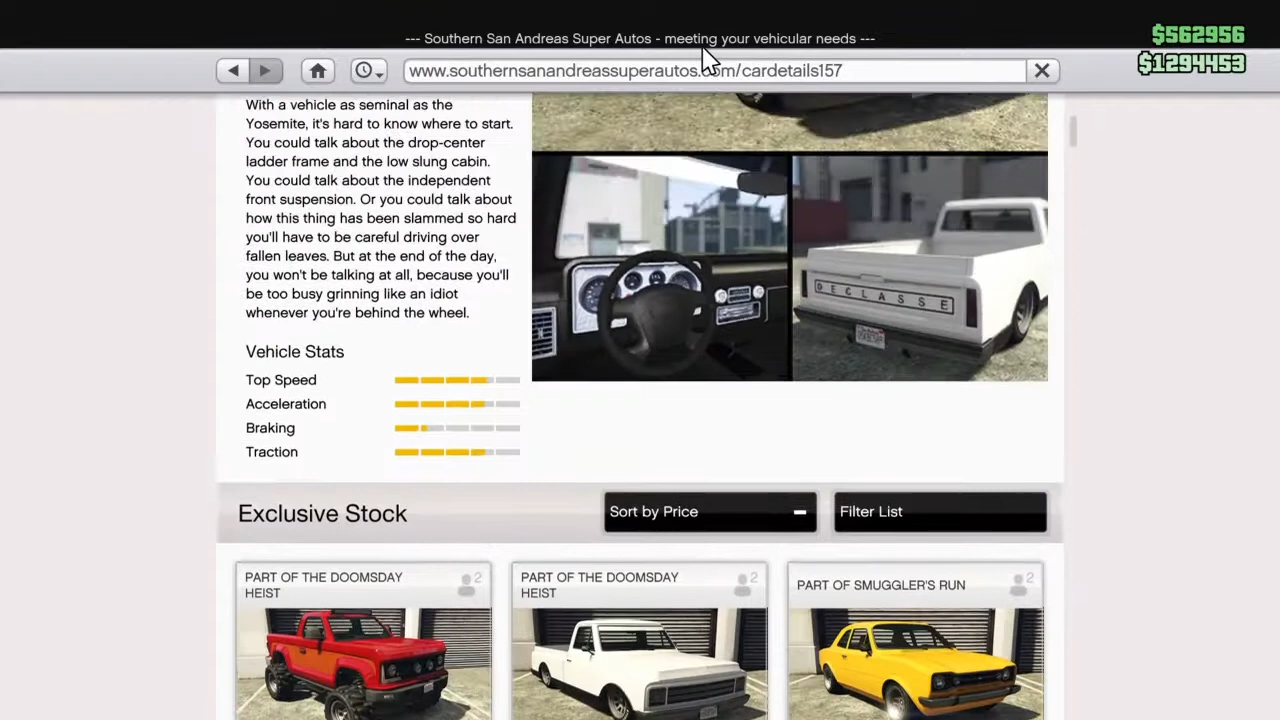 --- Southern San Andreas Super Autos - meeting your vehicular needs ---
$562956
$1294453
www.southernsanandreassuperautos.com/cardetails157
With a vehicle as seminal as the
Yosemite, it's hard to know where to start.
You could talk about the drop-center
ladder frame and the low slung cabin.
You could talk about the independent
front suspension. Or you could talk about
how this thing has been slammed so hard
you'll have to be careful driving over
fallen leaves. But at the end of the day,
you won't be talking at all, because you'll
be too busy grinning like an idiot
whenever you're behind the wheel.
DECLASSE
Vehicle Stats
Top Speed
Acceleration
Braking
Traction
Exclusive Stock
Sort by Price
Filter List
PART OF THE DOOMSDAY
HEIST
2
PART OF THE DOOMSDAY
HEIST
2
PART OF SMUGGLER'S RUN
2